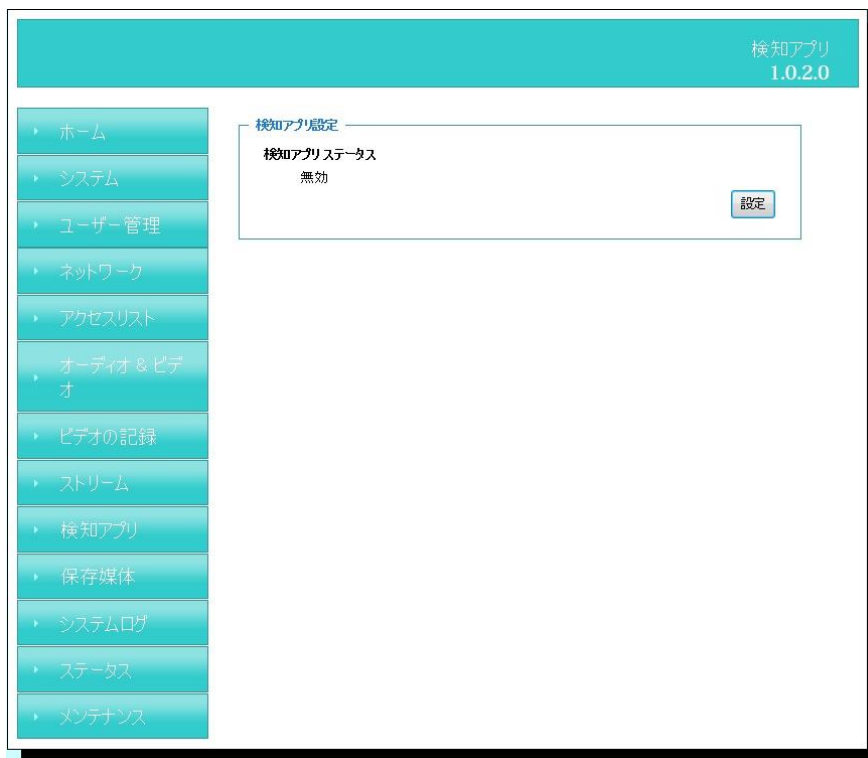 検知アプリ
1.0.2.0
ホーム
システム
ユーザー管理
ネットワーク
アクセスリスト
オーディオ & ビデ
オ
ビデオの記録
ストリーム
検知アプリ
保存媒体
システムログ
ステータス
メンテナンス
検知アプリ設定
検知アプリ ステータス
無効
設定